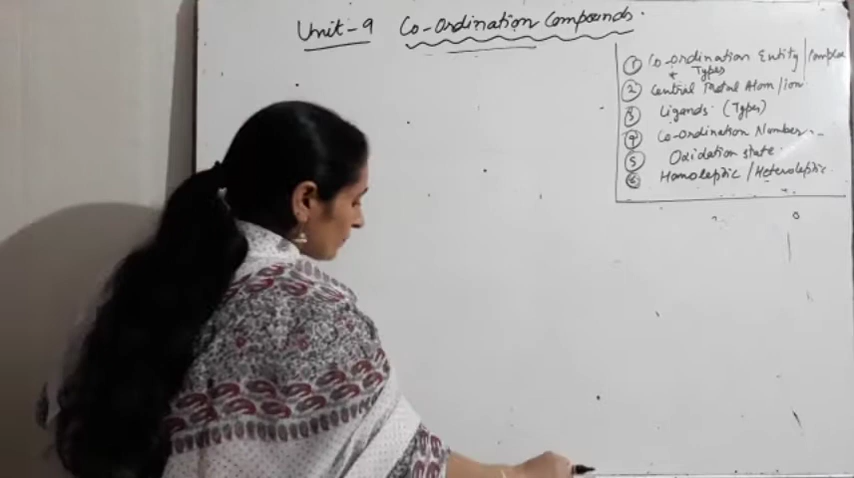 Unit-9 Co-Ordination Compounds.
① Co-ordination Entity/Complex
& Types
② Central Metal Atom/ion
③ Ligands (Types)
④ Co-Ordination Number
⑤ Oxidation state
⑥ Homoleptic / Heteroleptic